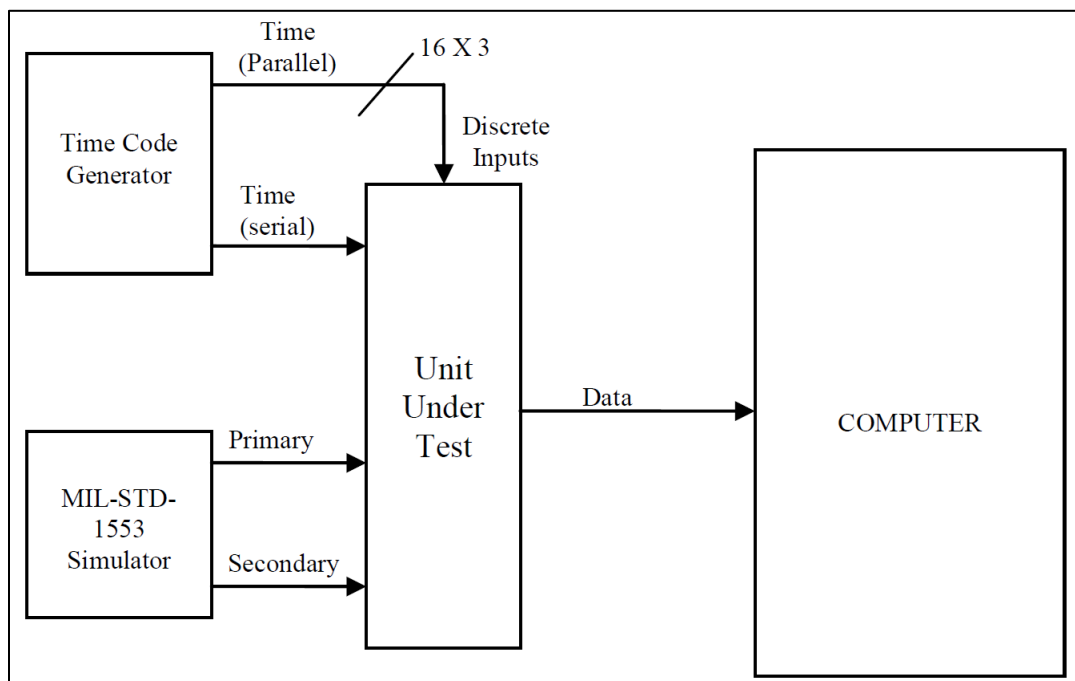 Time
(Parallel)
16 X 3
Time Code
Generator
Discrete
Inputs
Time
(serial)
Unit
Under
Test
Data
COMPUTER
Primary
MIL-STD-
1553
Simulator
Secondary